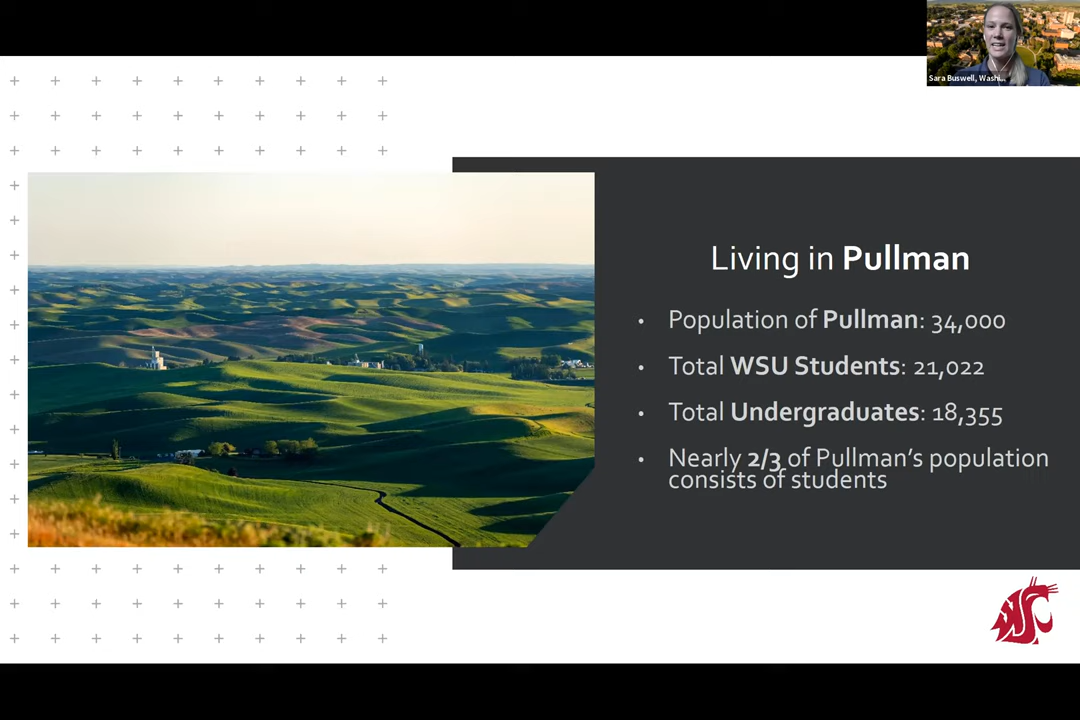 Sara Buswell, Washi...
Living in Pullman
• Population of Pullman: 34,000
• Total WSU Students: 21,022
• Total Undergraduates: 18,355
• Nearly 2/3 of Pullman’s population
consists of students
WSU